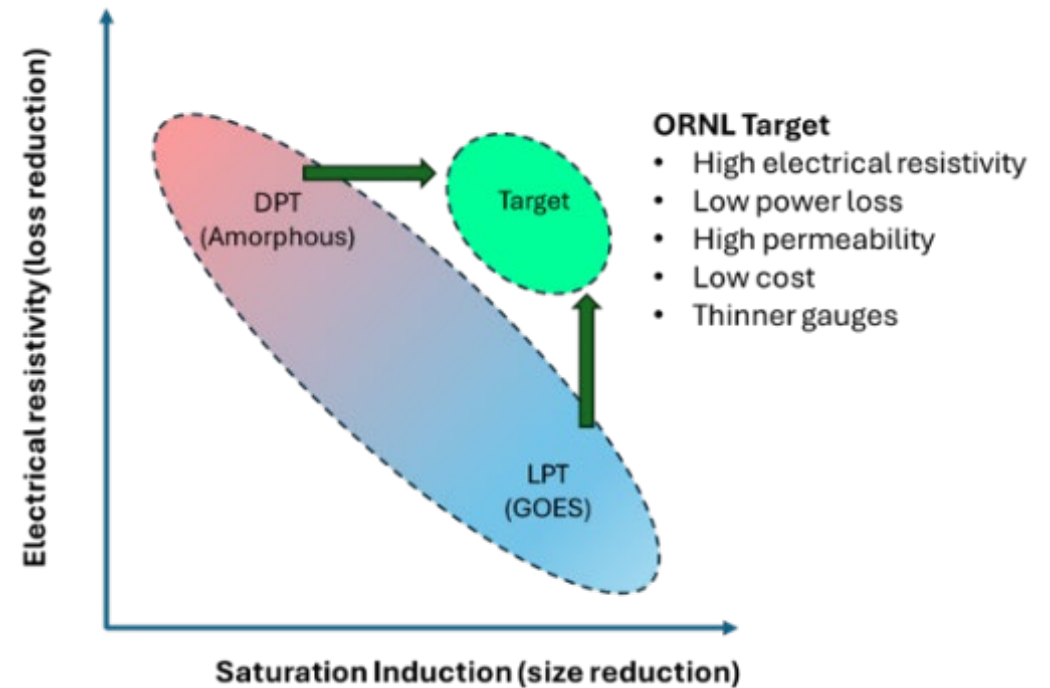 Electrical resistivity (loss reduction)
DPT
(Amorphous)
Target
LPT
(GOES)
Saturation Induction (size reduction)
ORNL Target
• High electrical resistivity
• Low power loss
• High permeability
• Low cost
• Thinner gauges